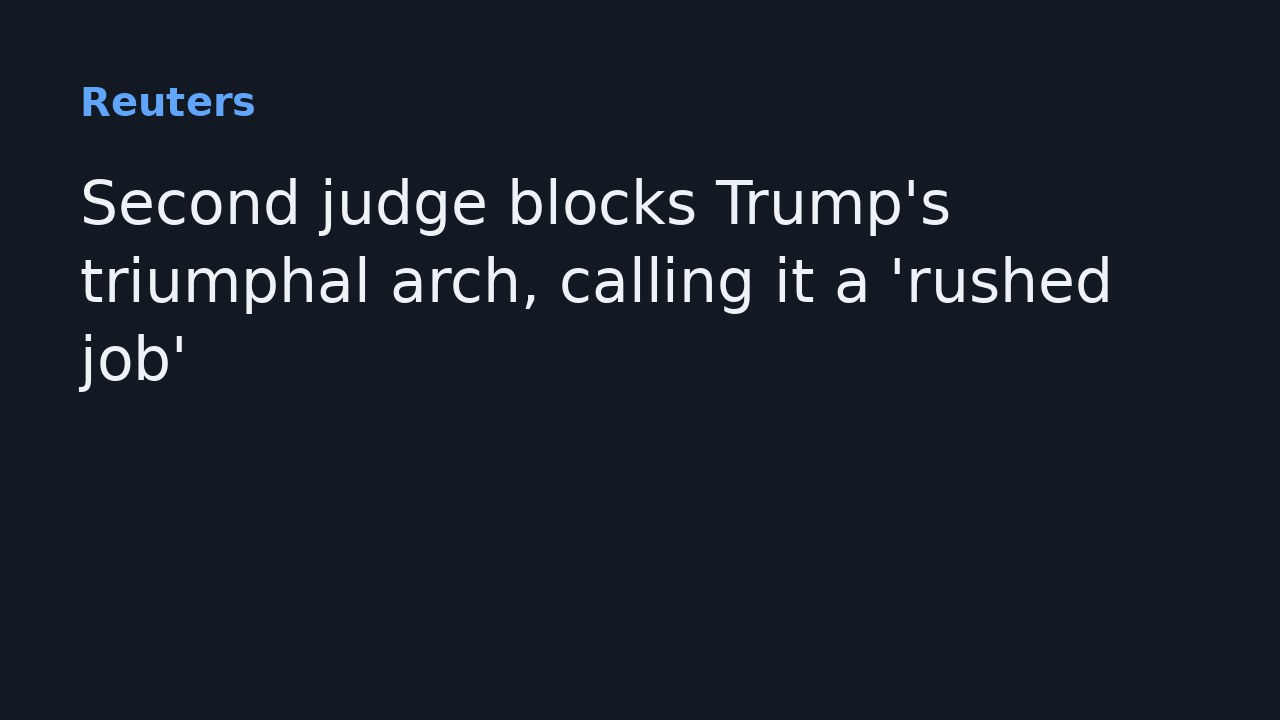 Reuters
Second judge blocks Trump's
triumphal arch, calling it a 'rushed
job'